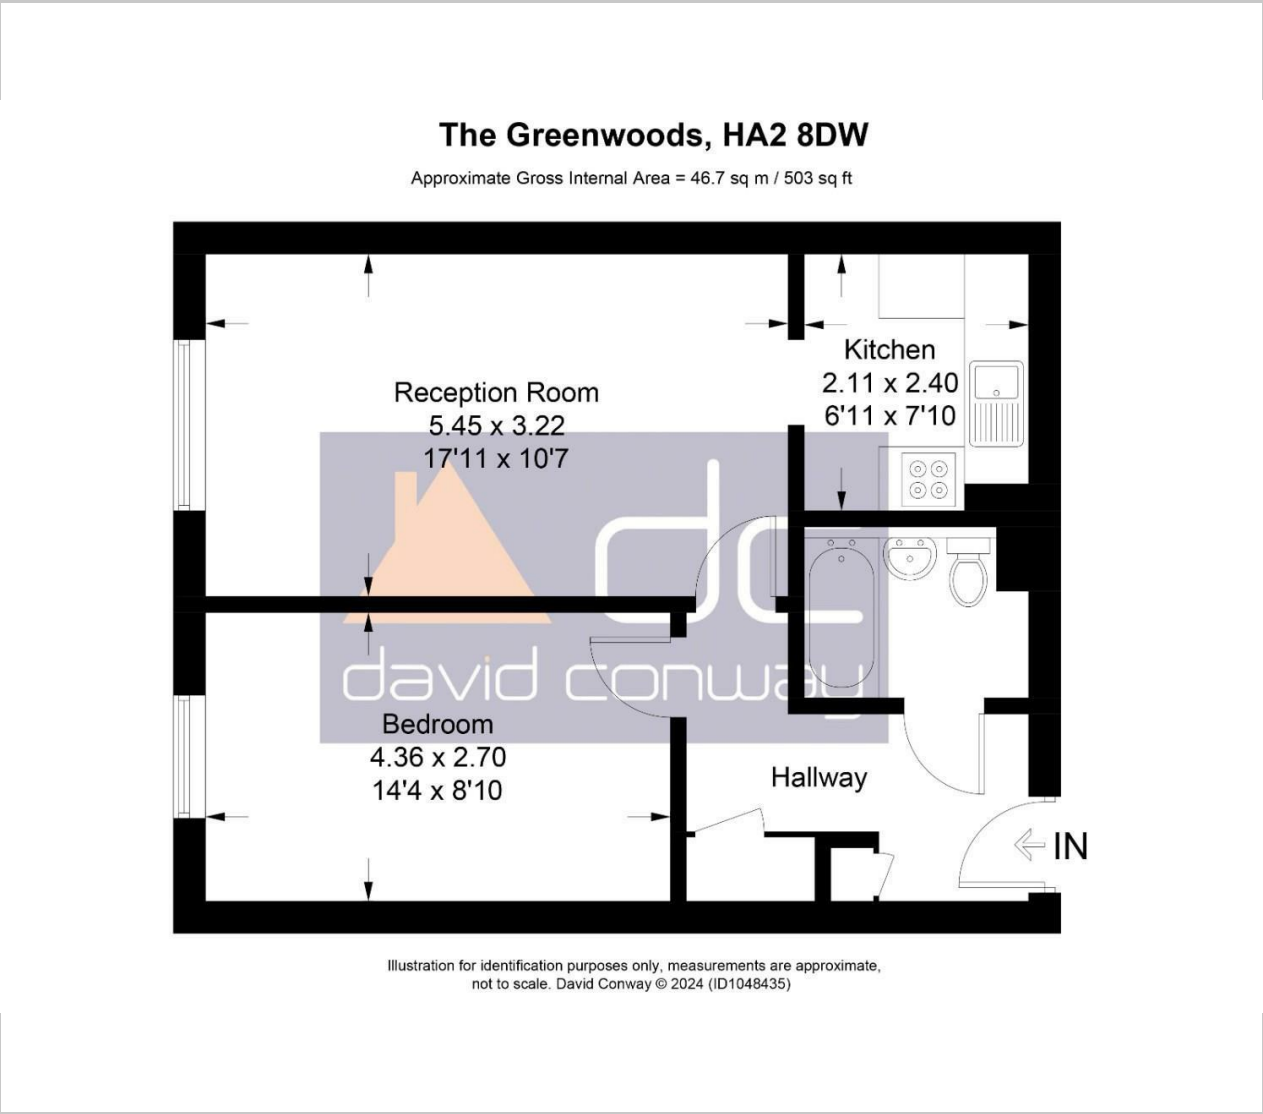 The Greenwoods, HA2 8DW
Approximate Gross Internal Area = 46.7 sq m / 503 sq ft
Kitchen
2.11 x 2.40
6'11 x 7'10
Reception Room
5.45 x 3.22
17'11 x 10'7
dc
david conway
Bedroom
4.36 x 2.70
14'4 x 8'10
Hallway
IN
Illustration for identification purposes only, measurements are approximate,
not to scale. David Conway © 2024 (ID1048435)